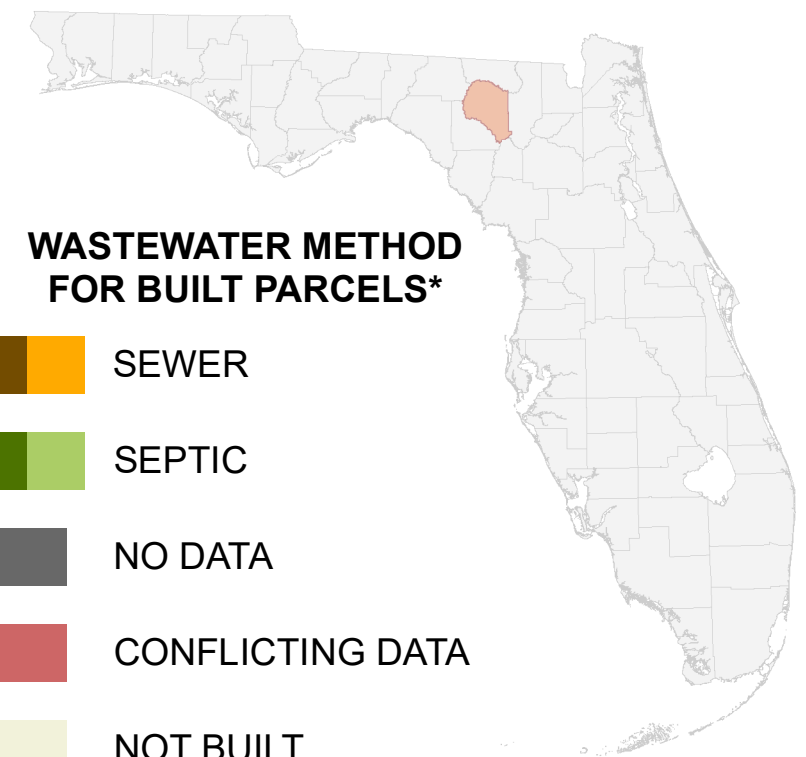 WASTEWATER METHOD
FOR BUILT PARCELS*
SEWER
SEPTIC
NO DATA
CONFLICTING DATA
NOT BUILT